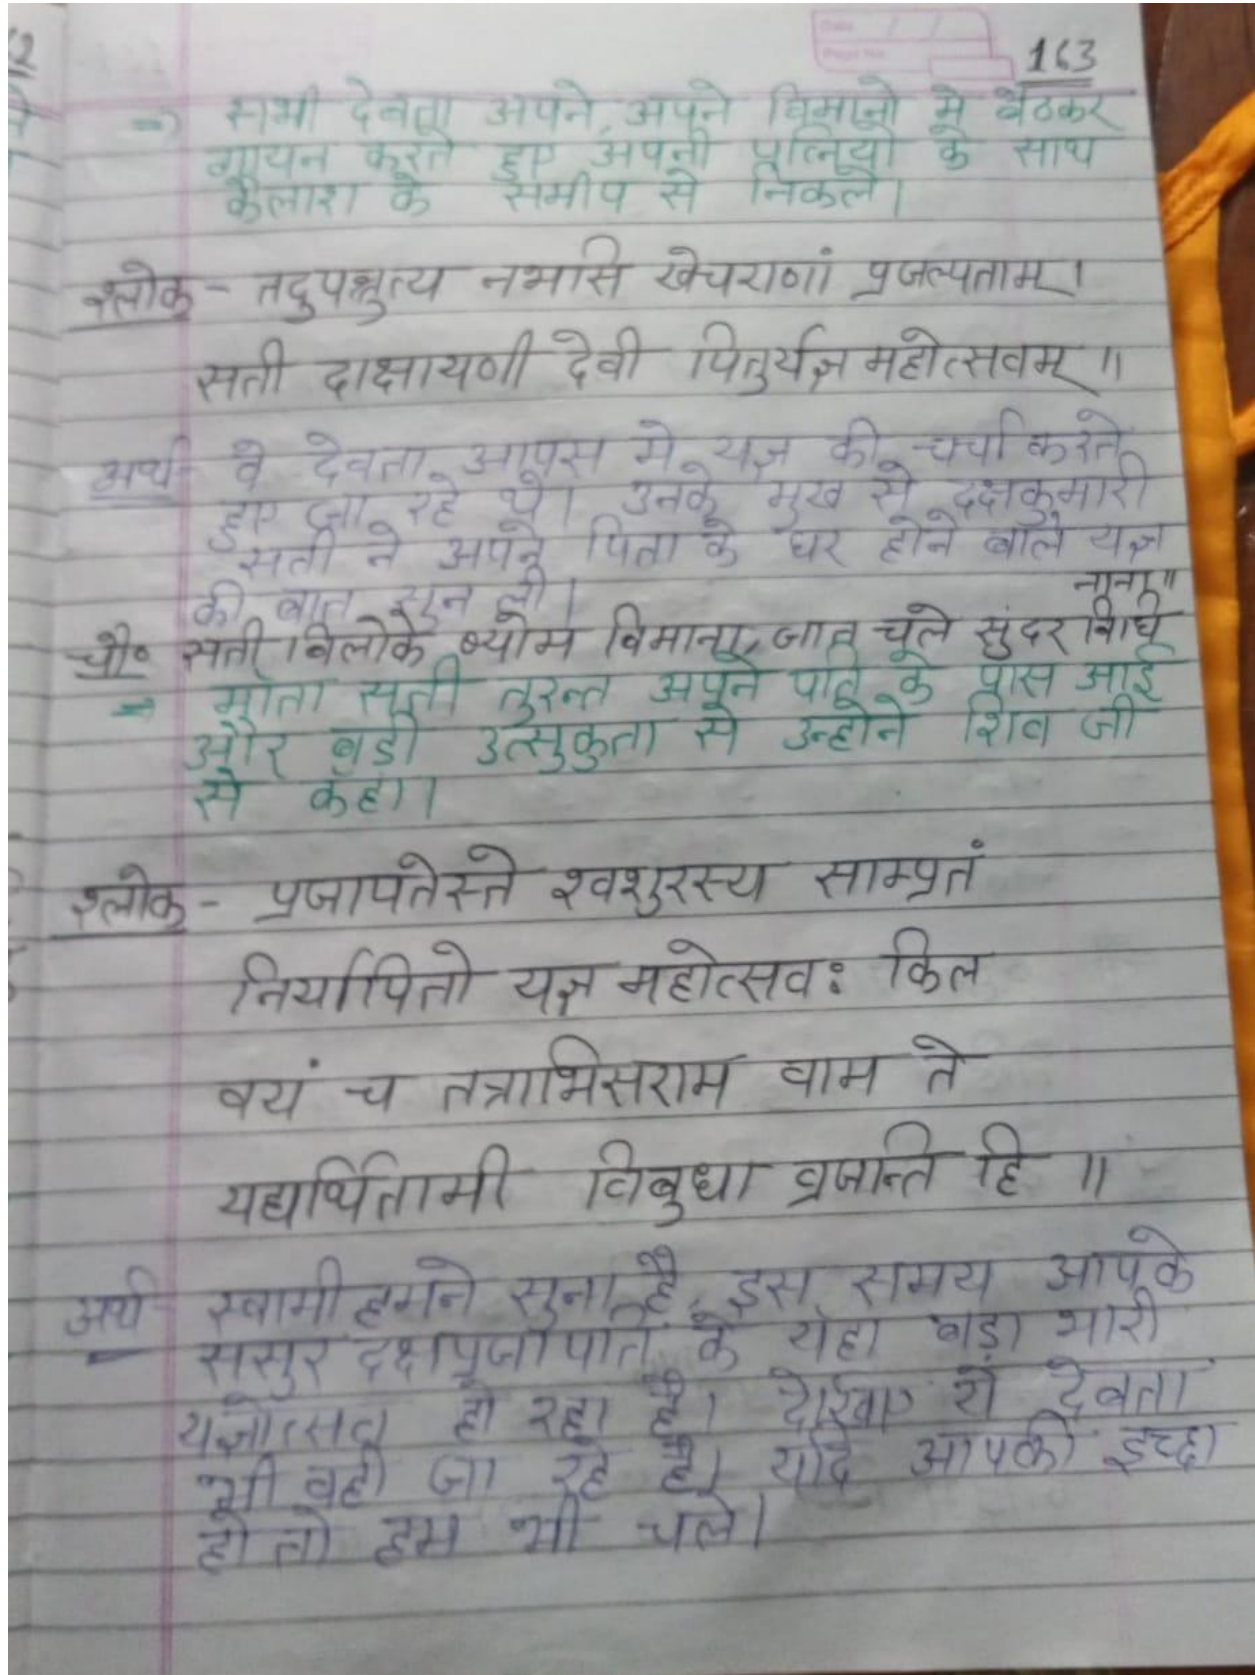 163
=> सभी देवता अपने, अपने विमानो मे बैठकर
गायन करते हुए अपनी पत्नियो के साथ
कैलाश के समीप से निकले।
श्लोक - तदुपश्रुत्य नभसि खेचराणां प्रजल्पताम्।
सती दाक्षायणी देवी पितुर्यज्ञ महोत्सवम् ॥
अर्थ- वे देवता आपस मे यज्ञ की चर्चा करते
हुए जा रहे थे। उनके मुख से दक्षकुमारी
सती ने अपने पिता के घर होने वाले यज्ञ
की बात सुन ली।
नाना॥
चौ॰ सती बिलोके ब्योम विमाना, जात चले सुंदर बिधि
=> माता सती तुरन्त अपने पति के पास आई
और बडी उत्सुकुता से उन्होने शिव जी
से कहा।
श्लोक - प्रजापतेस्ते श्वशुरस्य साम्प्रतं
निर्यापितो यज्ञ महोत्सवः किल
वयं च तत्राभिसराम वाम ते
यद्यर्थितामी विबुधा व्रजान्ति हि ॥
अर्थ- स्वामी हमने सुना है, इस समय आपके
ससुर दक्षप्रजापति के यहा बड़ा भारी
यज्ञोत्सव हो रहा है। देखिए ये देवता
भी वही जा रहे है। यदि आपकी इच्छा
हो तो हम भी चले।